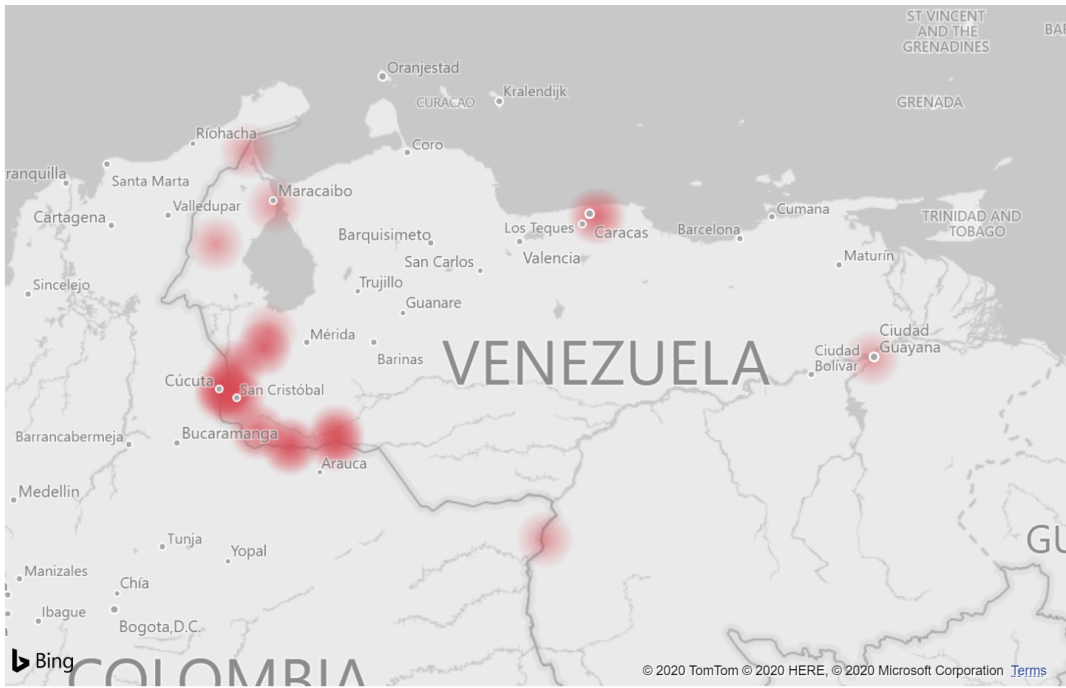 ST VINCENT
AND THE
GRENADINES
BAR
Oranjestad
CURACAO
Kralendijk
GRENADA
Ríohacha
Coro
ranquilla
Santa Marta
Maracaibo
Valledupar
Cartagena
Barquisimeto
Los Teques
Caracas
Barcelona
Cumana
TRINIDAD AND
TOBAGO
San Carlos
Valencia
Maturín
Sincelejo
Trujillo
Guanare
Mérida
Barinas
VENEZUELA
Ciudad
Guayana
Ciudad
Bolívar
Cúcuta
San Cristóbal
Barrancabermeja
Bucaramanga
Arauca
Medellin
Tunja
Yopal
GU
Manizales
Chía
Ibague
Bogota,D.C.
a
a
Bing
COLOMBIA
© 2020 TomTom © 2020 HERE, © 2020 Microsoft Corporation Terms